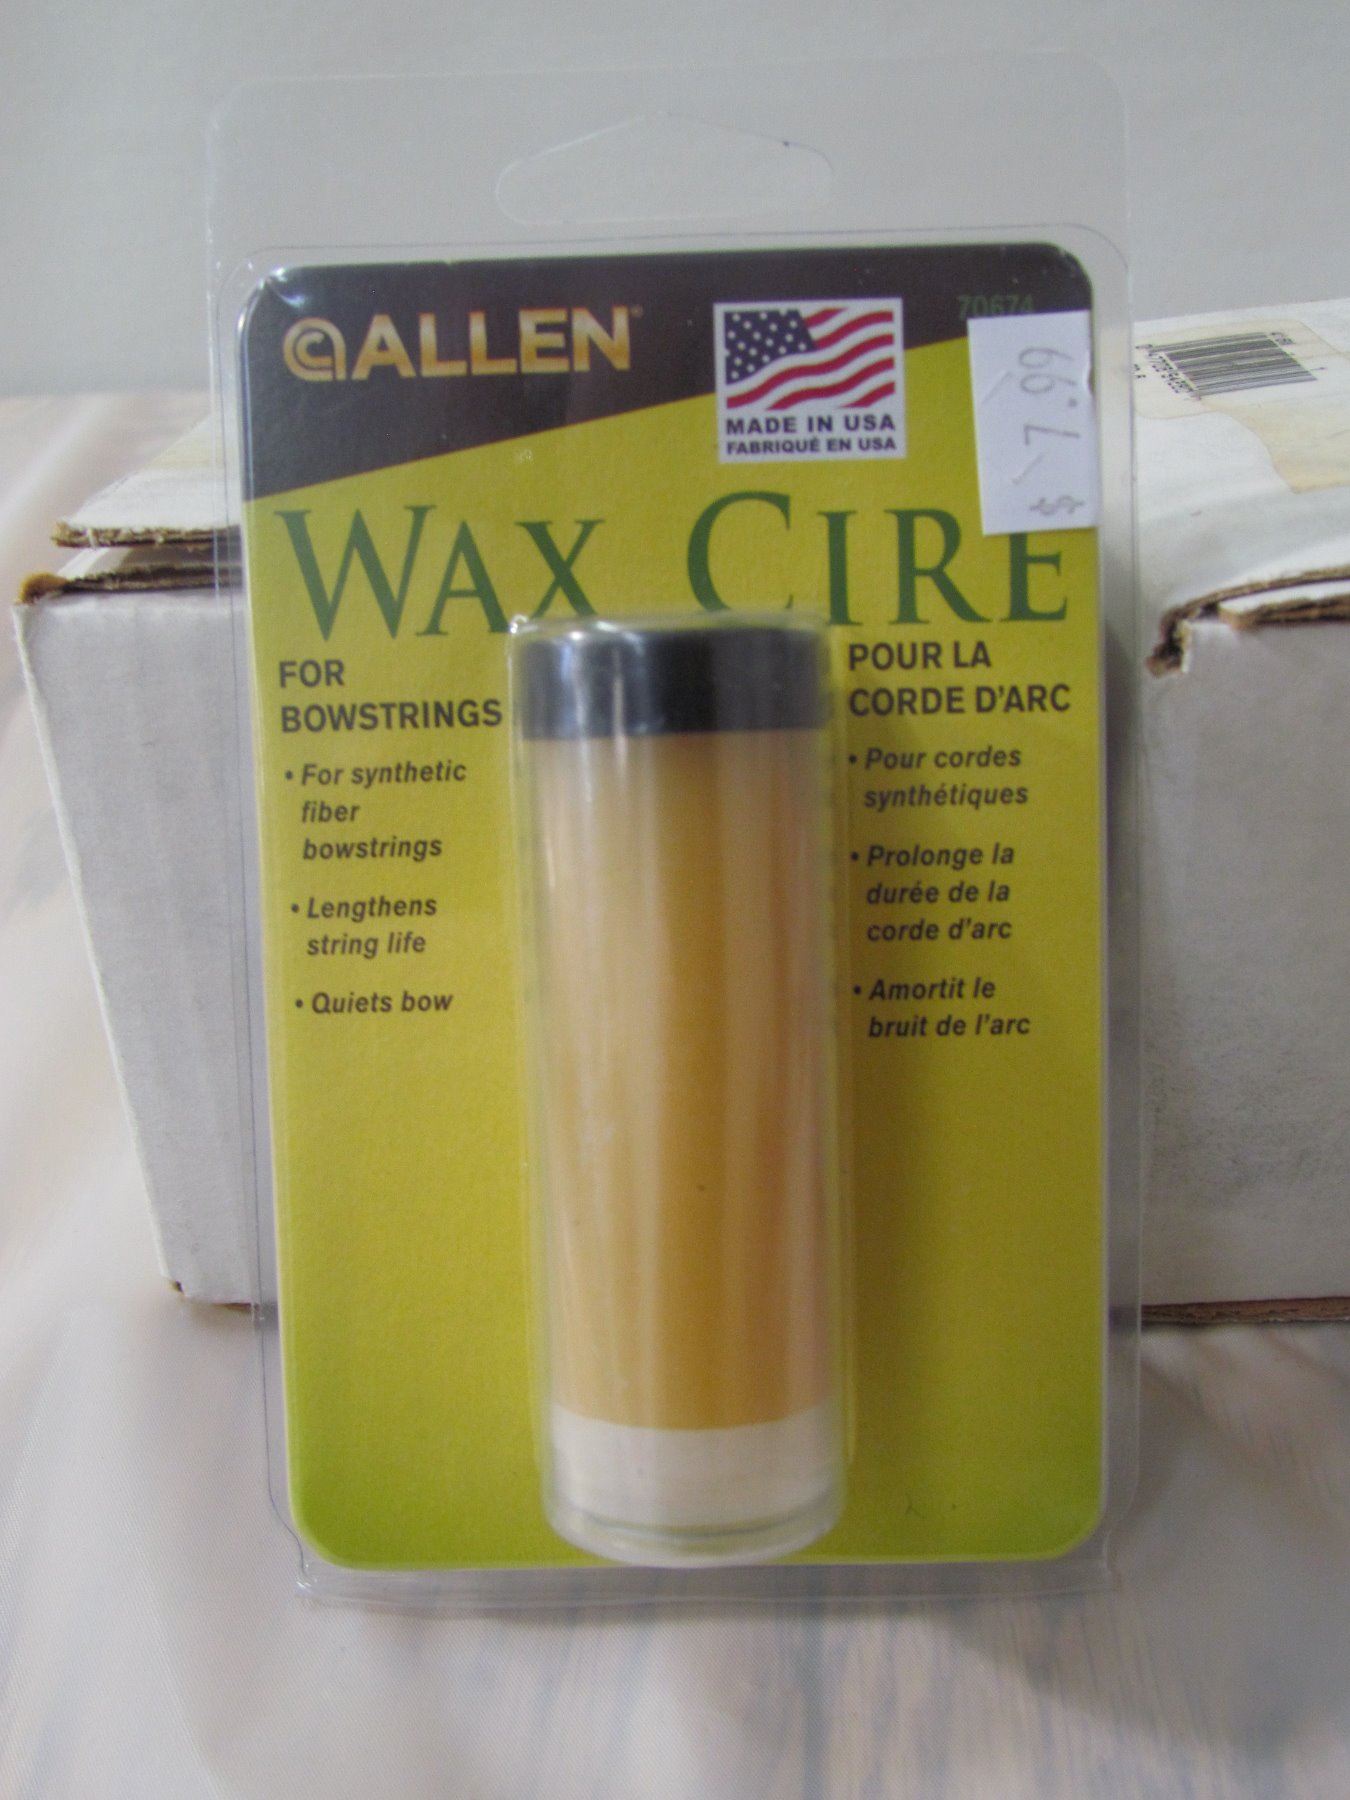 ALLEN®
70674
MADE IN USA
FABRIQUÉ EN USA
$ 7.99
WAX CIRE
FOR
BOWSTRINGS
• For synthetic
fiber
bowstrings
• Lengthens
string life
• Quiets bow
POUR LA
CORDE D'ARC
• Pour cordes
synthétiques
• Prolonge la
durée de la
corde d'arc
• Amortit le
bruit de l'arc